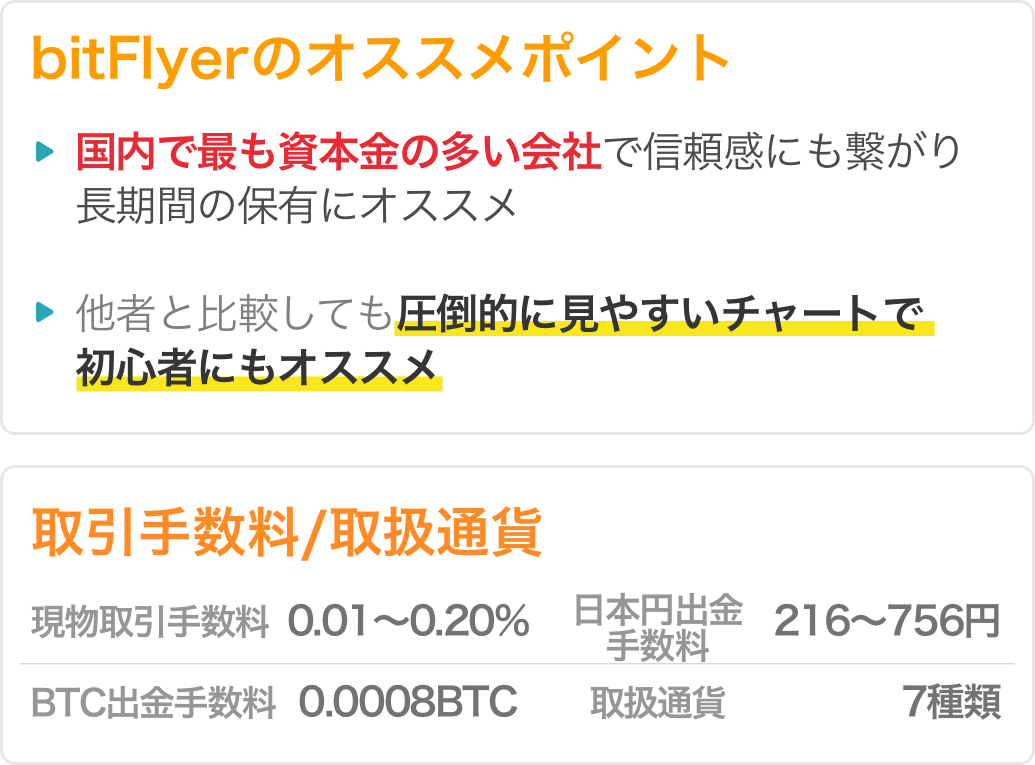 bitFlyerのオススメポイント
国内で最も資本金の多い会社で信頼感にも繋がり
長期間の保有にオススメ
他者と比較しても圧倒的に見やすいチャートで
初心者にもオススメ
取引手数料/取扱通貨
現物取引手数料 0.01〜0.20%
日本円出金
手数料 216〜756円
BTC出金手数料 0.0008BTC
取扱通貨 7種類